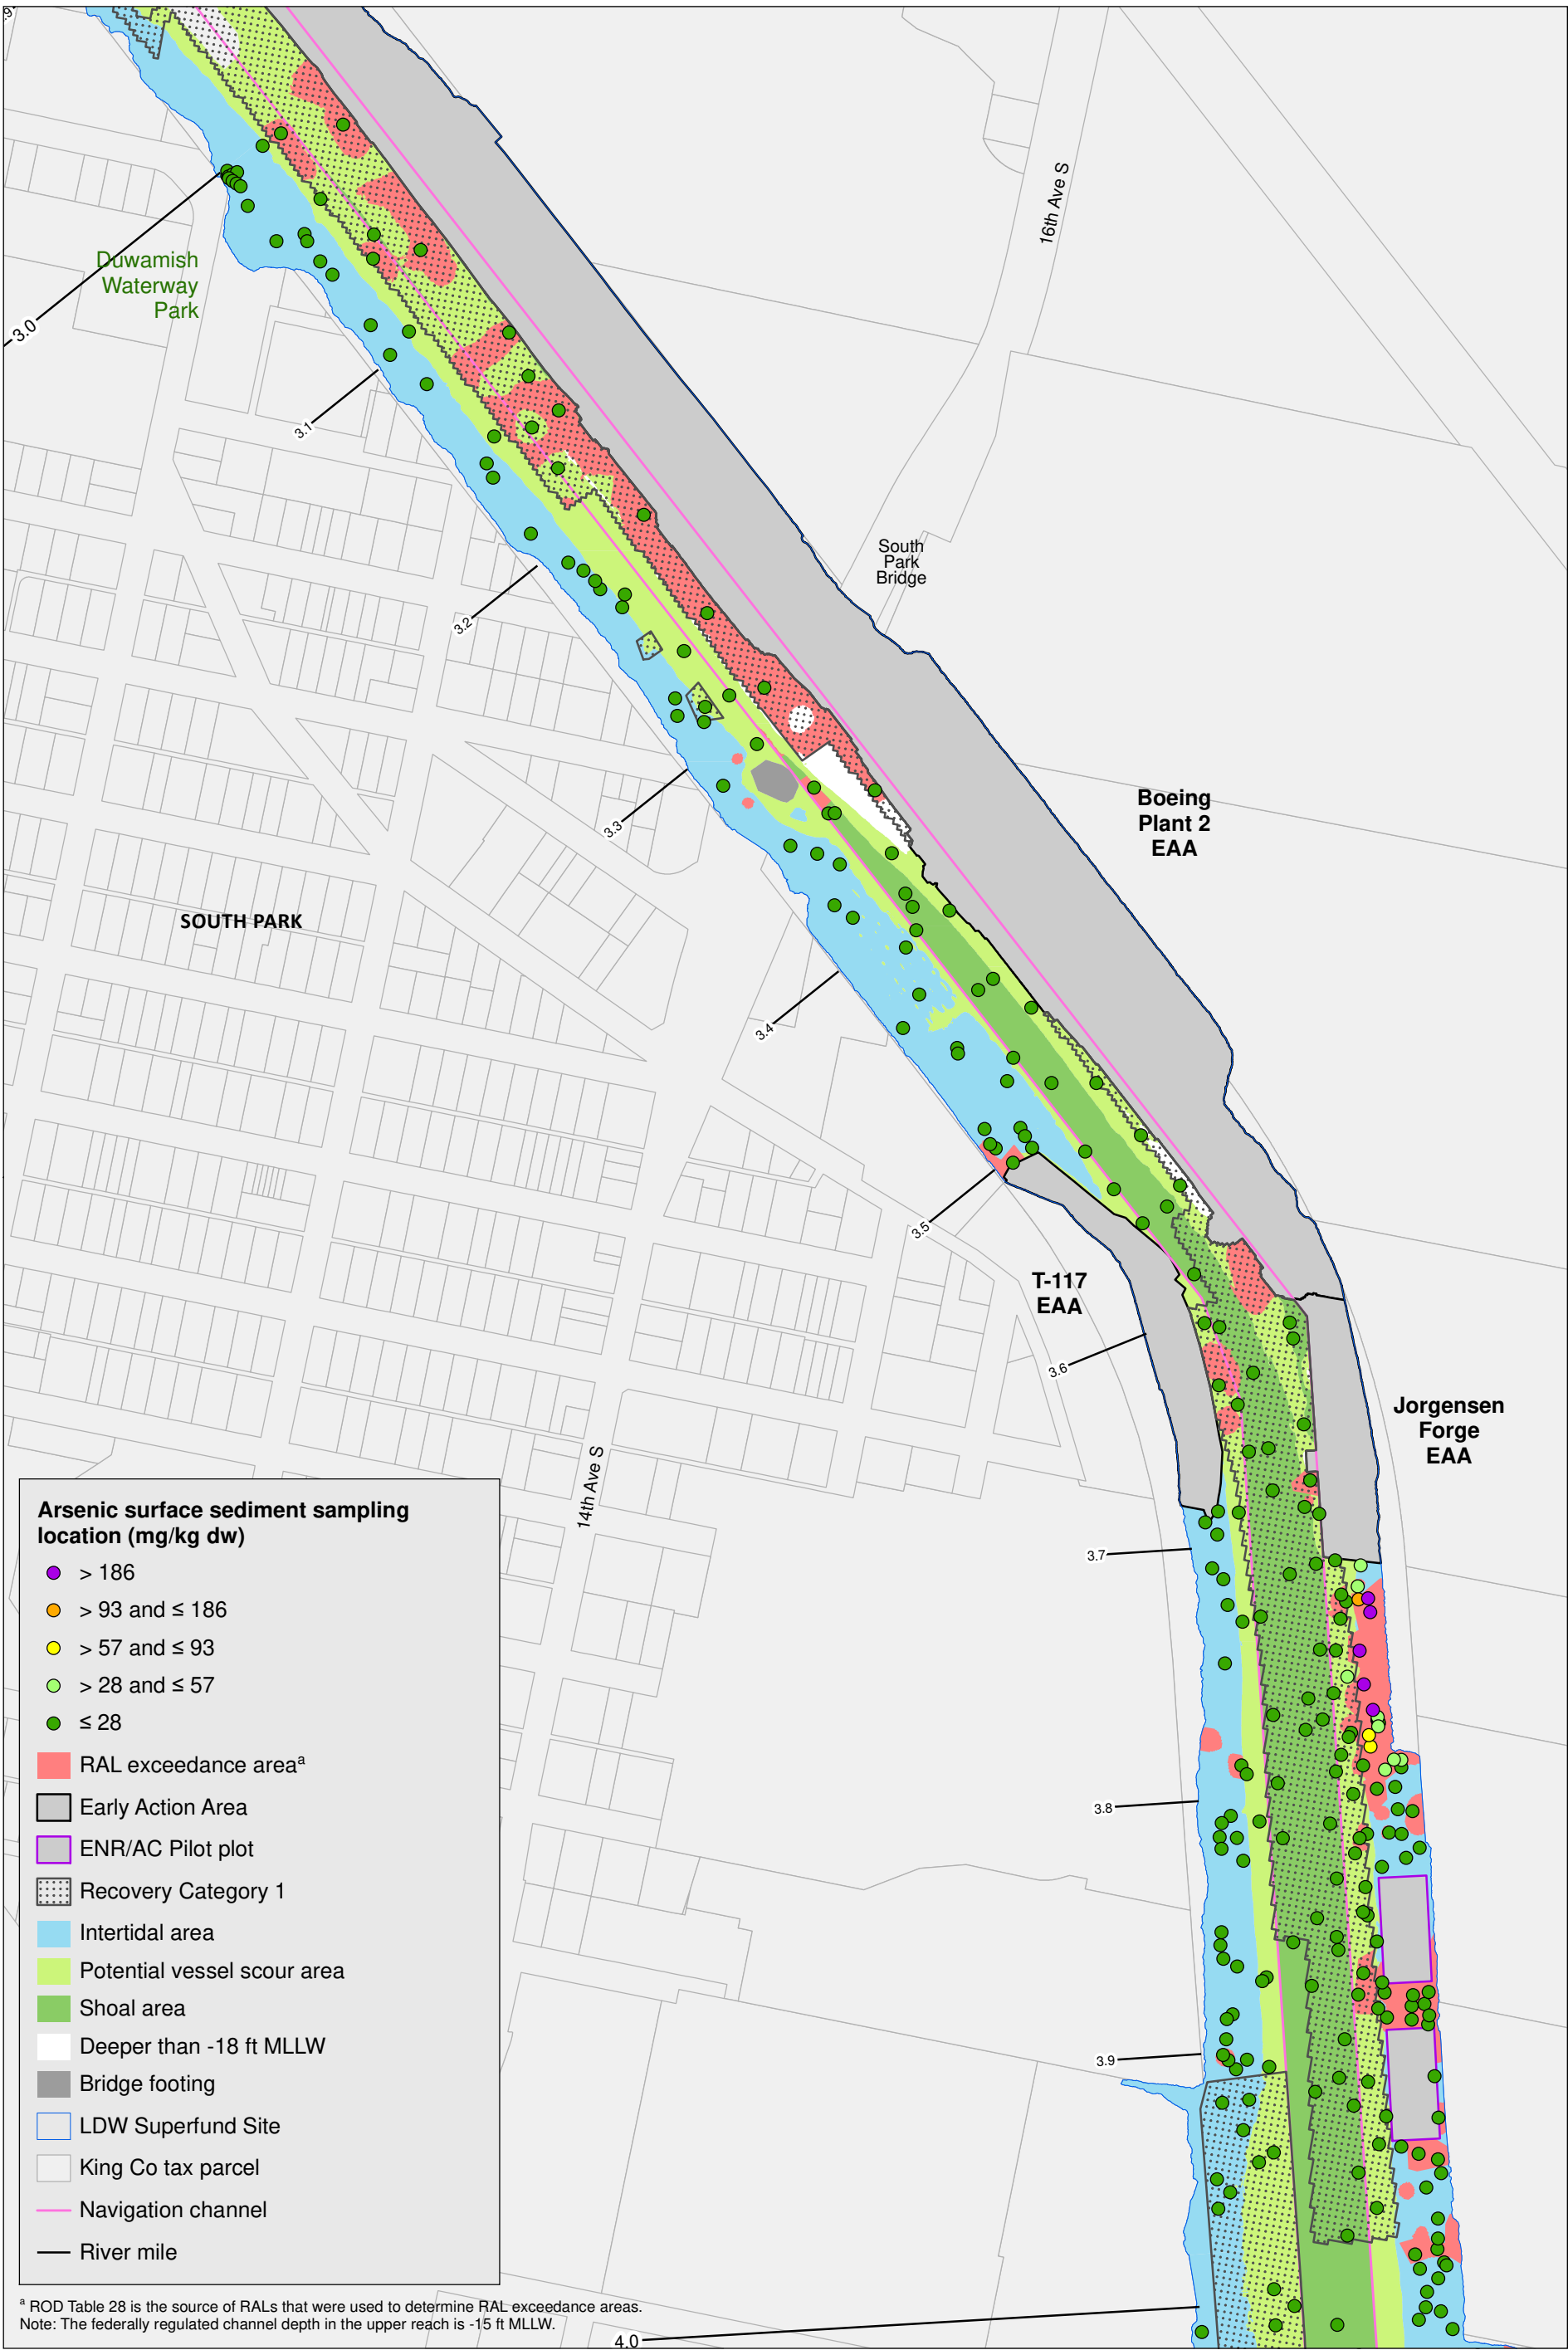 16th Ave S
Duwamish
Waterway
Park
3.0
3.1
South
Park
Bridge
3.2
Boeing
Plant 2
EAA
3.3
SOUTH PARK
3.4
3.5
T-117
EAA
3.6
Jorgensen
Forge
EAA
14th Ave S
3.7
3.8
3.9
4.0
Arsenic surface sediment sampling
location (mg/kg dw)
> 186
> 93 and ≤ 186
> 57 and ≤ 93
> 28 and ≤ 57
≤ 28
RAL exceedance areaᵃ
Early Action Area
ENR/AC Pilot plot
Recovery Category 1
Intertidal area
Potential vessel scour area
Shoal area
Deeper than -18 ft MLLW
Bridge footing
LDW Superfund Site
King Co tax parcel
Navigation channel
River mile
ᵃ ROD Table 28 is the source of RALs that were used to determine RAL exceedance areas.
Note: The federally regulated channel depth in the upper reach is -15 ft MLLW.